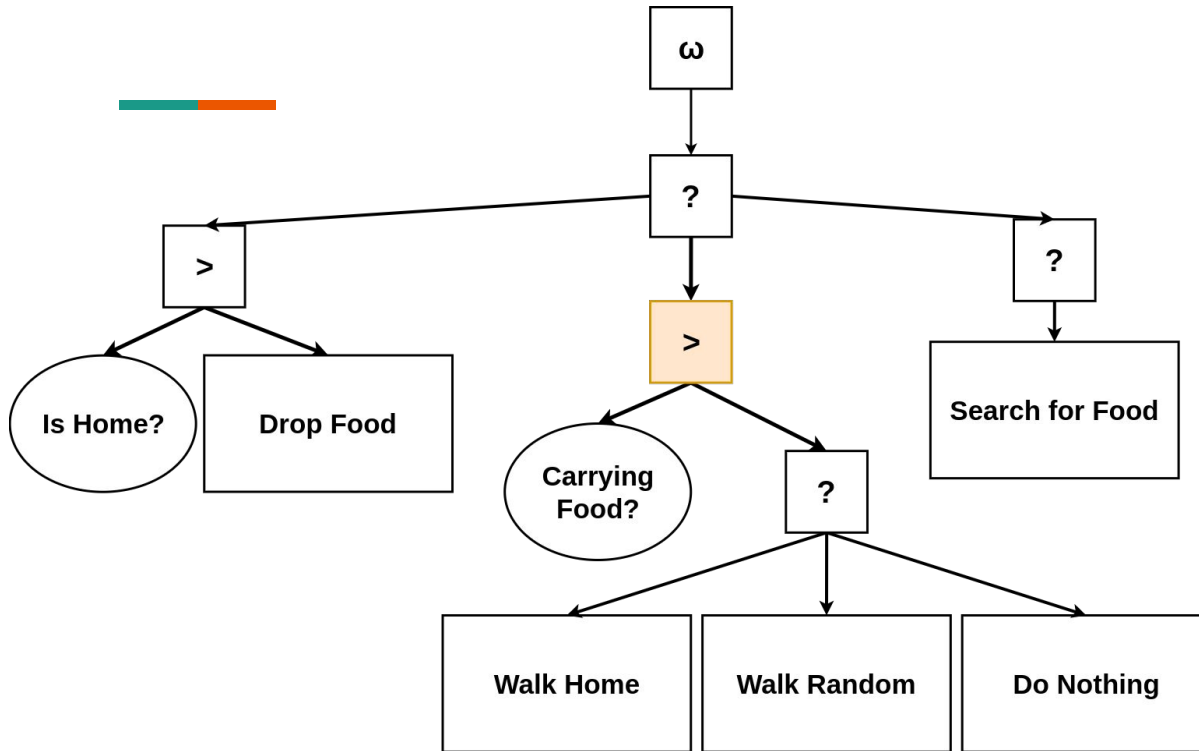 ω
?
>
?
>
Is Home?
Drop Food
Search for Food
Carrying
Food?
?
Walk Home
Walk Random
Do Nothing